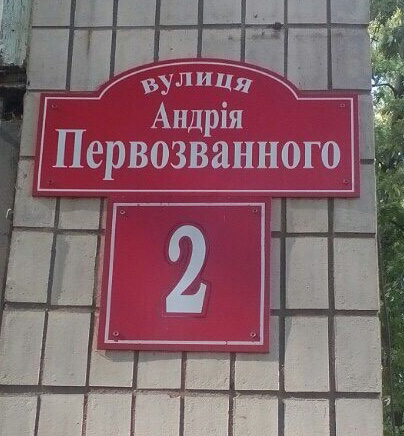 вулиця
Андрія
Первозванного
2